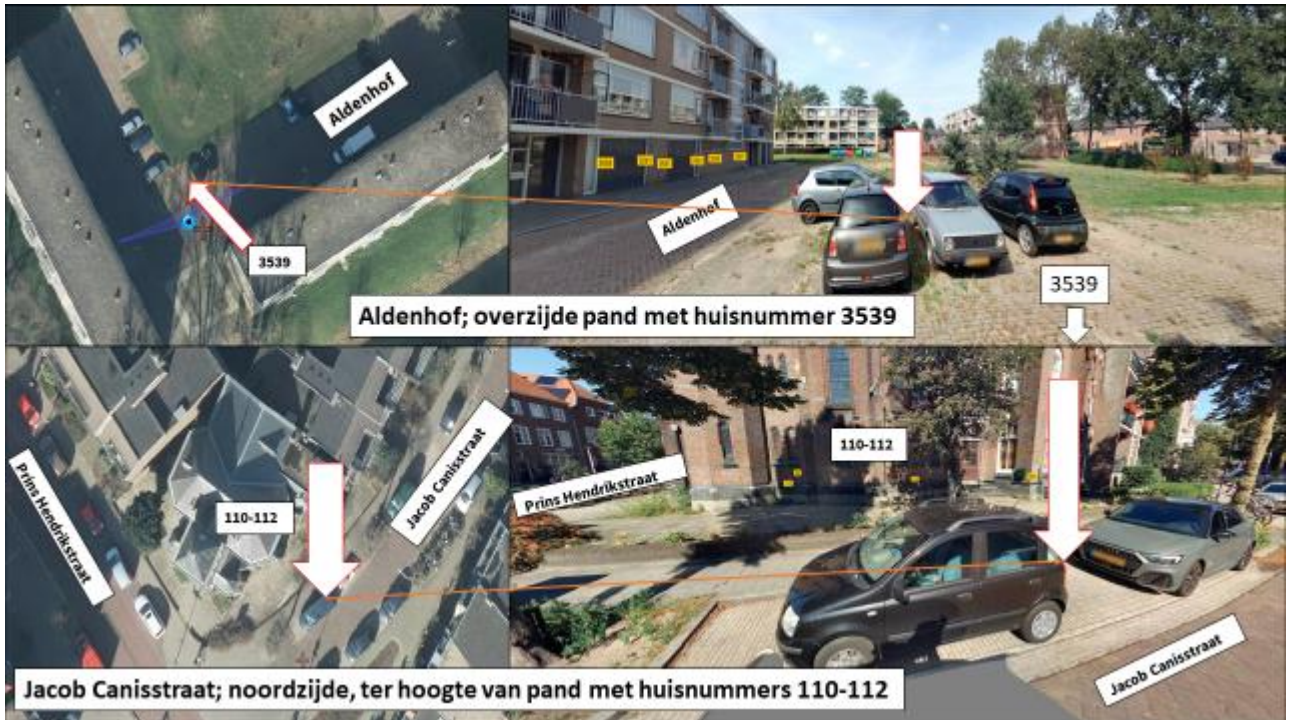 Aldenhof
3539
Aldenhof
3539
Aldenhof; overzijde pand met huisnummer 3539
Prins Hendrikstraat
110-112
Jacob Canisstraat
Prins Hendrikstraat
110-112
Jacob Canisstraat
Jacob Canisstraat; noordzijde, ter hoogte van pand met huisnummers 110-112